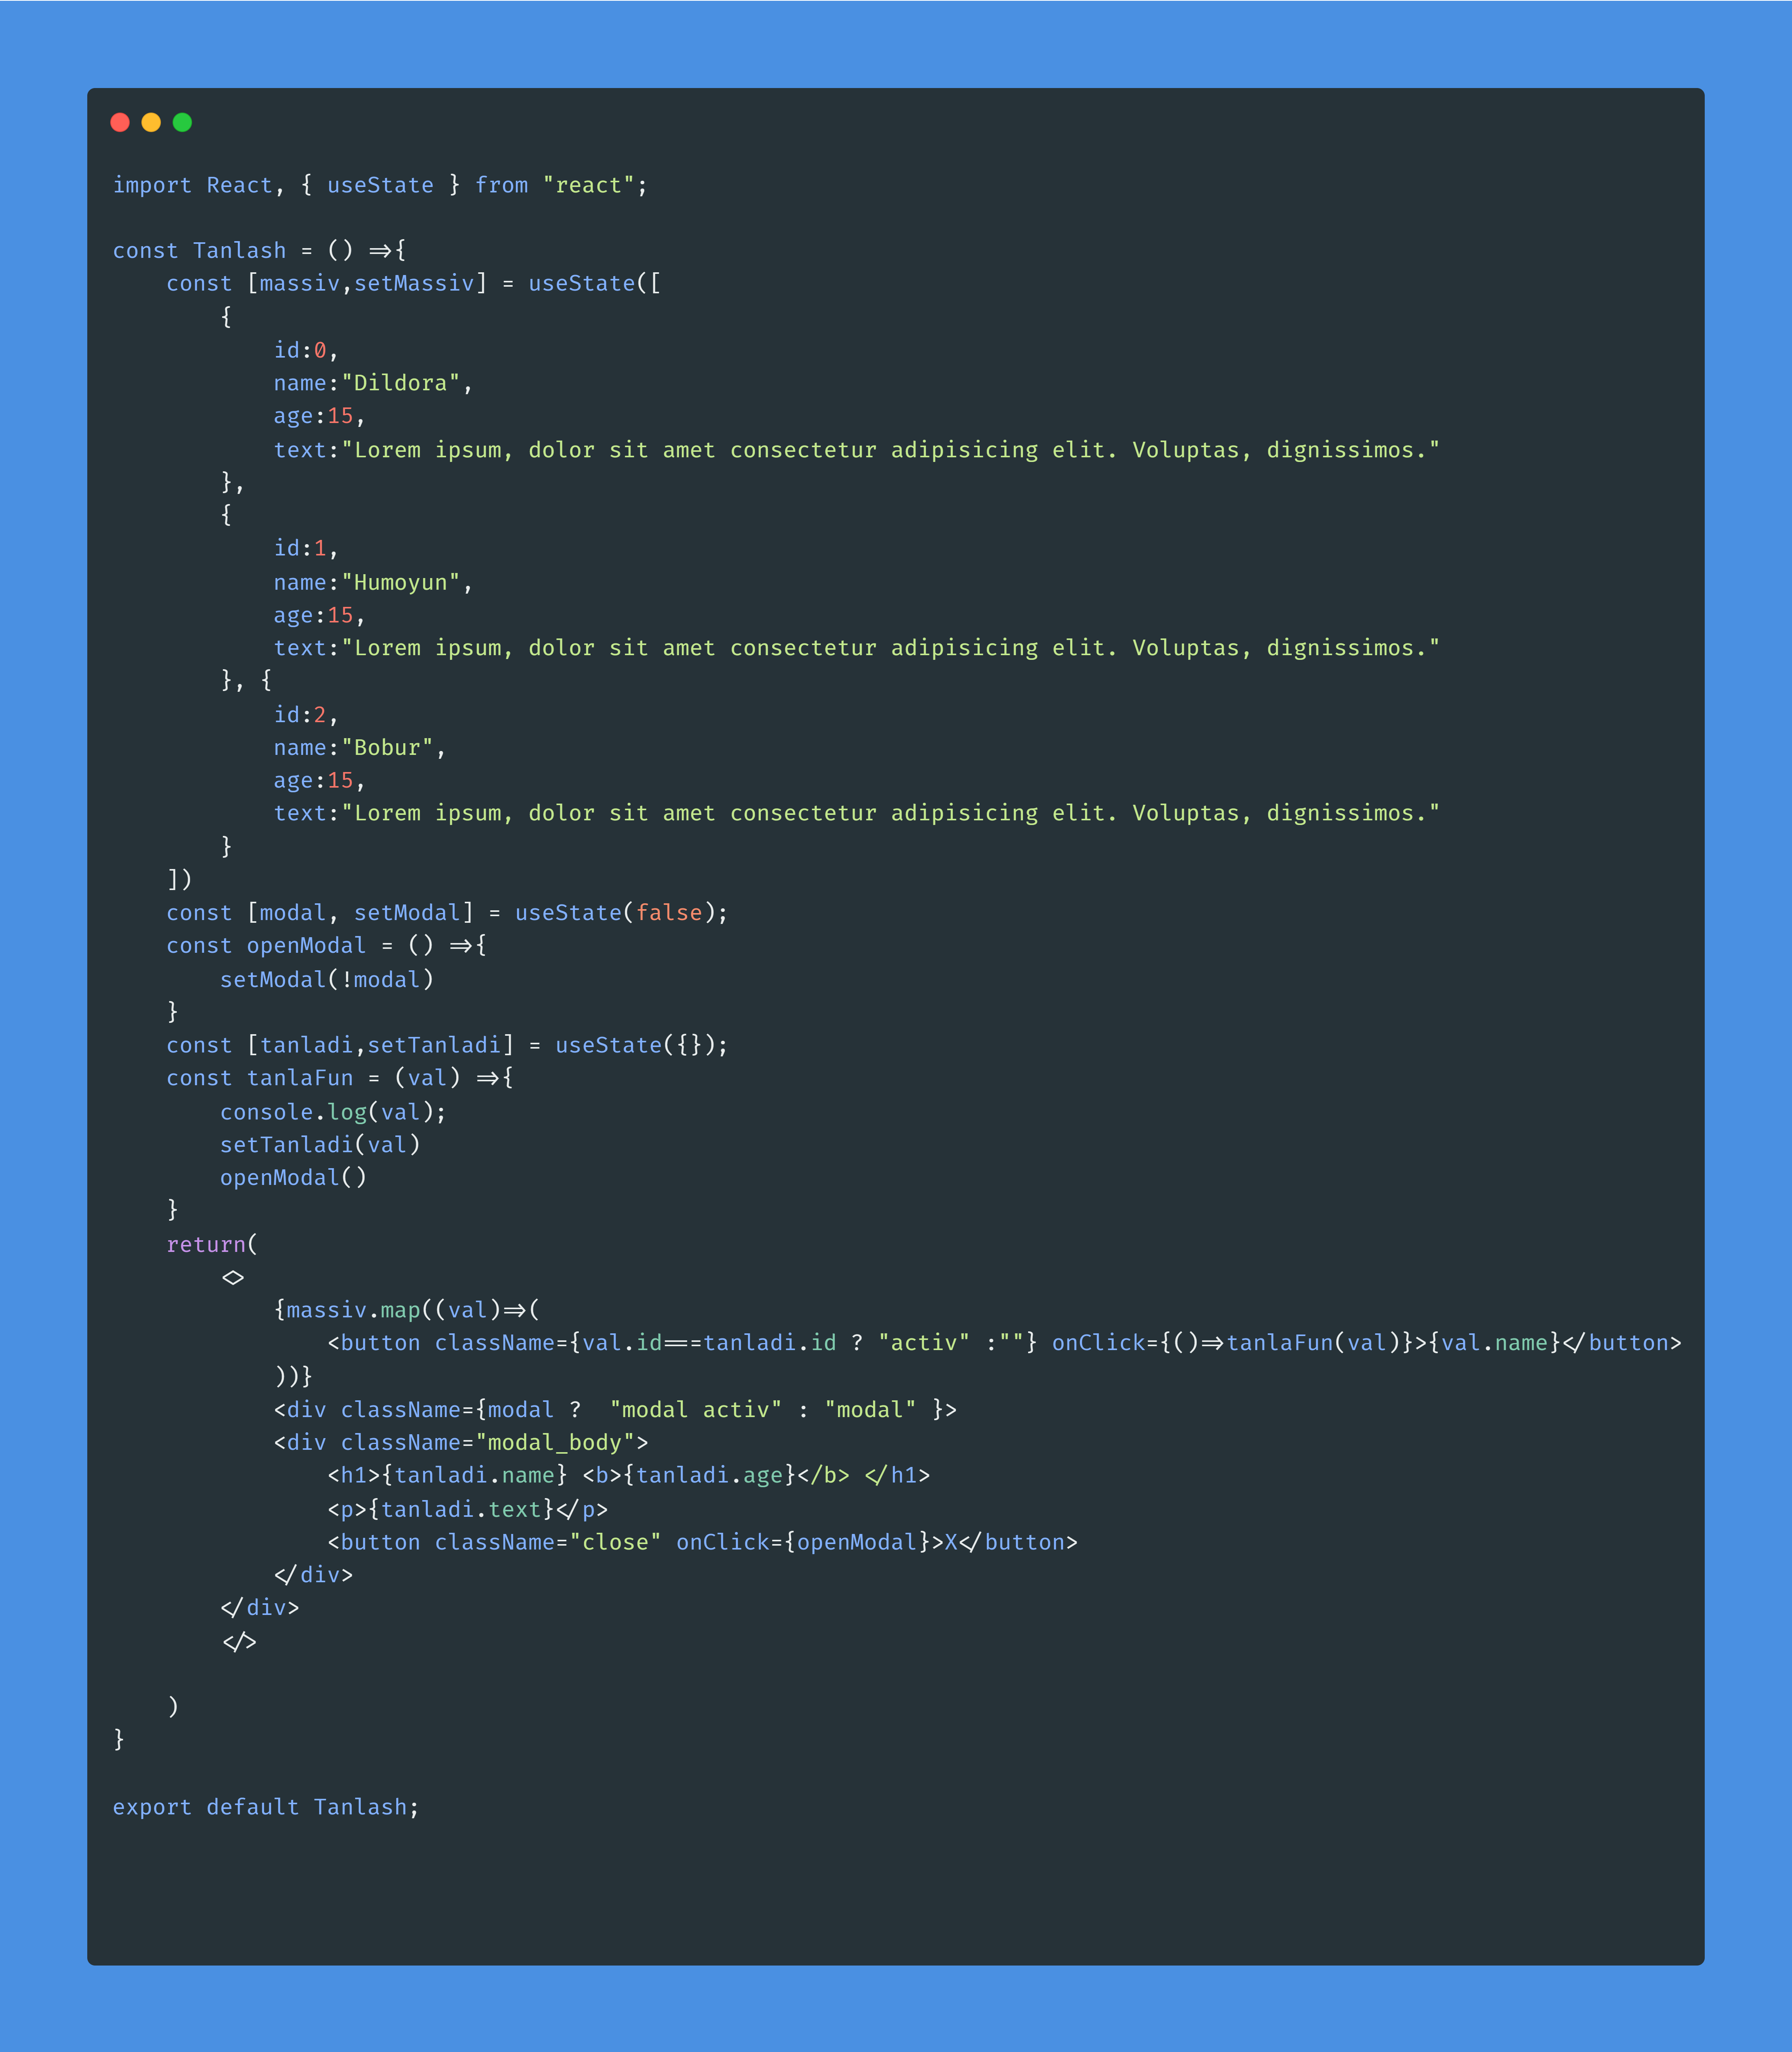 import React, { useState } from "react";

const Tanlash = () =>{
    const [massiv,setMassiv] = useState([
        {
            id:0,
            name:"Dildora",
            age:15,
            text:"Lorem ipsum, dolor sit amet consectetur adipisicing elit. Voluptas, dignissimos."
        },
        {
            id:1,
            name:"Humoyun",
            age:15,
            text:"Lorem ipsum, dolor sit amet consectetur adipisicing elit. Voluptas, dignissimos."
        }, {
            id:2,
            name:"Bobur",
            age:15,
            text:"Lorem ipsum, dolor sit amet consectetur adipisicing elit. Voluptas, dignissimos."
        }
    ])
    const [modal, setModal] = useState(false);
    const openModal = () =>{
        setModal(!modal)
    }
    const [tanladi,setTanladi] = useState({});
    const tanlaFun = (val) =>{
        console.log(val);
        setTanladi(val)
        openModal()
    }
    return(
        <>
            {massiv.map((val)=>(
                <button className={val.id===tanladi.id ? "activ" :""} onClick={()=>tanlaFun(val)}>{val.name}</button>
            ))}
            <div className={modal ?  "modal activ" : "modal" }>
            <div className="modal_body">
                <h1>{tanladi.name} <b>{tanladi.age}</b> </h1>
                <p>{tanladi.text}</p>
                <button className="close" onClick={openModal}>X</button>
            </div>
        </div>
        </>

    )
}

export default Tanlash;